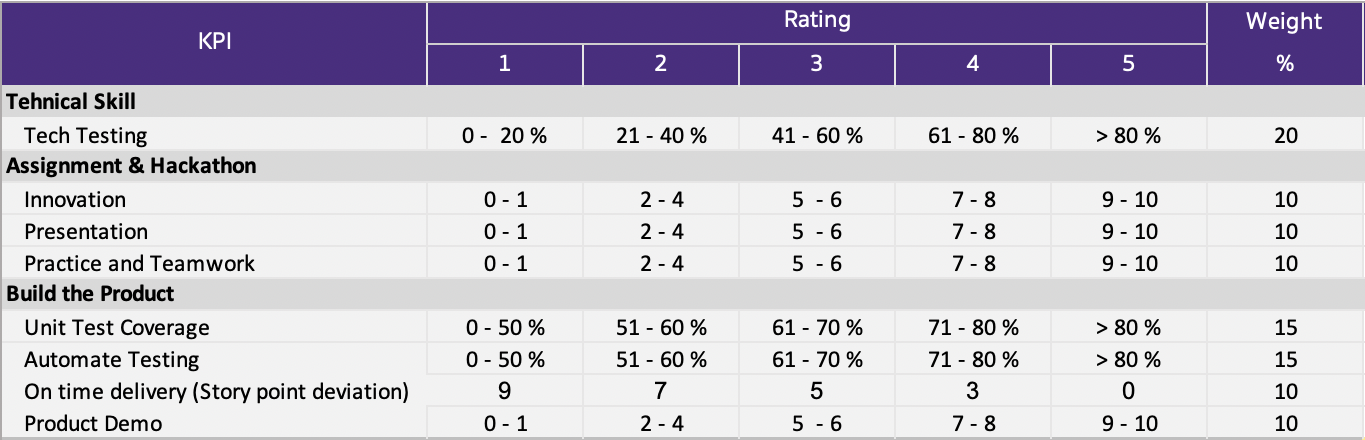 KPI Rating Weight %
1 2 3 4 5
Tehnical Skill
Tech Testing 0 - 20 % 21 - 40 % 41 - 60 % 61 - 80 % > 80 % 20
Assignment & Hackathon
Innovation 0 - 1 2 - 4 5 - 6 7 - 8 9 - 10 10
Presentation 0 - 1 2 - 4 5 - 6 7 - 8 9 - 10 10
Practice and Teamwork 0 - 1 2 - 4 5 - 6 7 - 8 9 - 10 10
Build the Product
Unit Test Coverage 0 - 50 % 51 - 60 % 61 - 70 % 71 - 80 % > 80 % 15
Automate Testing 0 - 50 % 51 - 60 % 61 - 70 % 71 - 80 % > 80 % 15
On time delivery (Story point deviation) 9 7 5 3 0 10
Product Demo 0 - 1 2 - 4 5 - 6 7 - 8 9 - 10 10